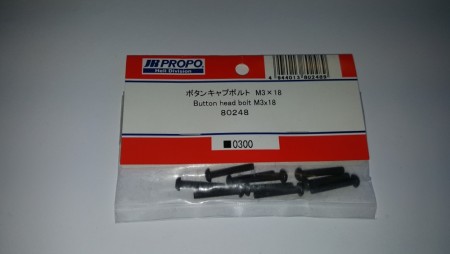 JR PROPO
Heli Division
ボタンキャプボルト M3×18
Button head bolt M3x18
80248
■0300